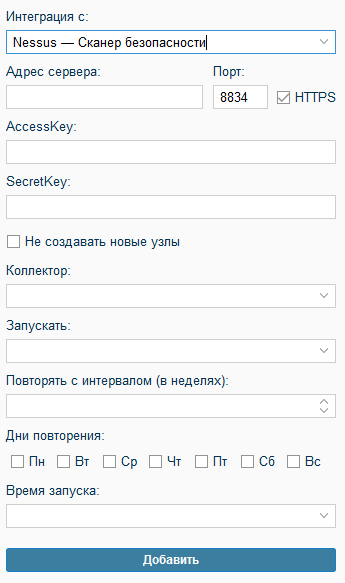 Интеграция с:
Nessus — Сканер безопасности
Адрес сервера: Порт:
8834 HTTPS
AccessKey:
SecretKey:
Не создавать новые узлы
Коллектор:
Запускать:
Повторять с интервалом (в неделях):
Дни повторения:
Пн Вт Ср Чт Пт Сб Вс
Время запуска:
Добавить